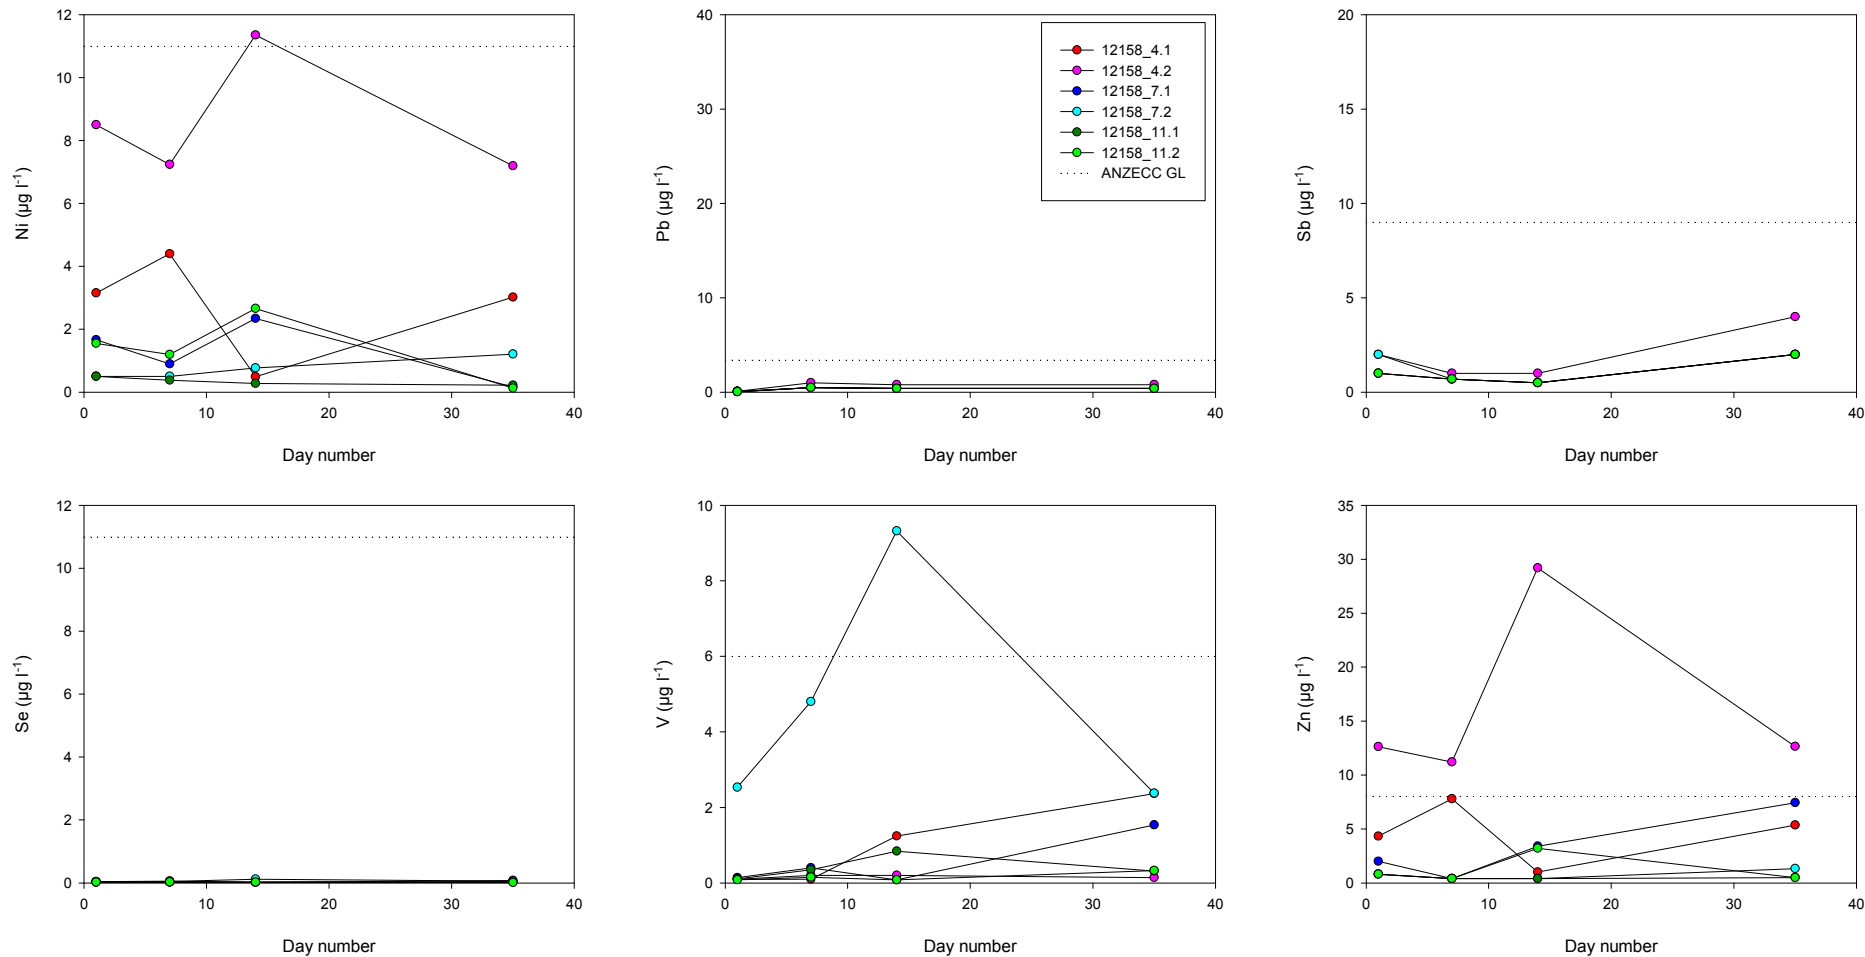 12
10
8
6
4
2
0
Ni (µg l-1)
0 10 20 30 40
Day number
40
30
20
10
0
Pb (µg l-1)
0 10 20 30 40
Day number
12158_4.1
12158_4.2
12158_7.1
12158_7.2
12158_11.1
12158_11.2
ANZECC GL
20
15
10
5
0
Sb (µg l-1)
0 10 20 30 40
Day number
12
10
8
6
4
2
0
Se (µg l-1)
0 10 20 30 40
Day number
10
8
6
4
2
0
V (µg l-1)
0 10 20 30 40
Day number
35
30
25
20
15
10
5
0
Zn (µg l-1)
0 10 20 30 40
Day number